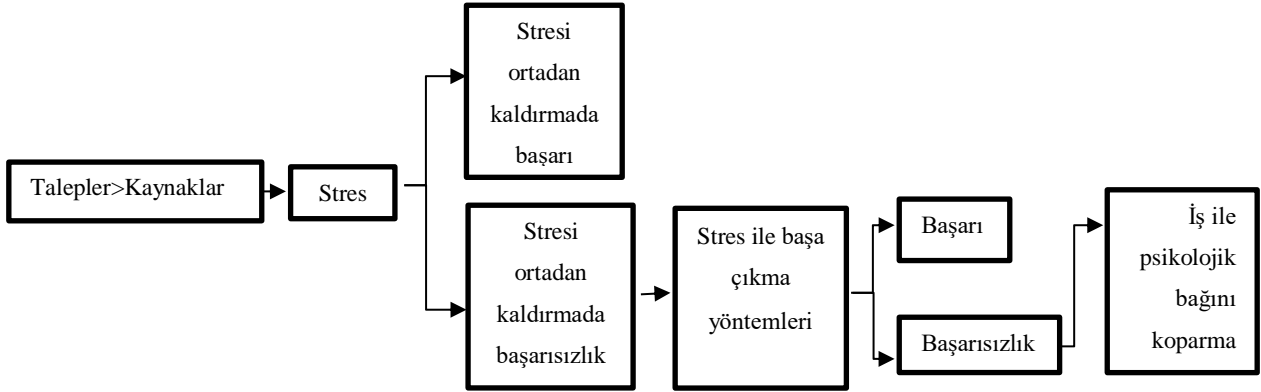 Talepler>Kaynaklar
Stres
Stresi
ortadan
kaldırmada
başarı
Stresi
ortadan
kaldırmada
başarısızlık
Stres ile başa
çıkma
yöntemleri
Başarı
Başarısızlık
İş ile
psikolojik
bağını
koparma